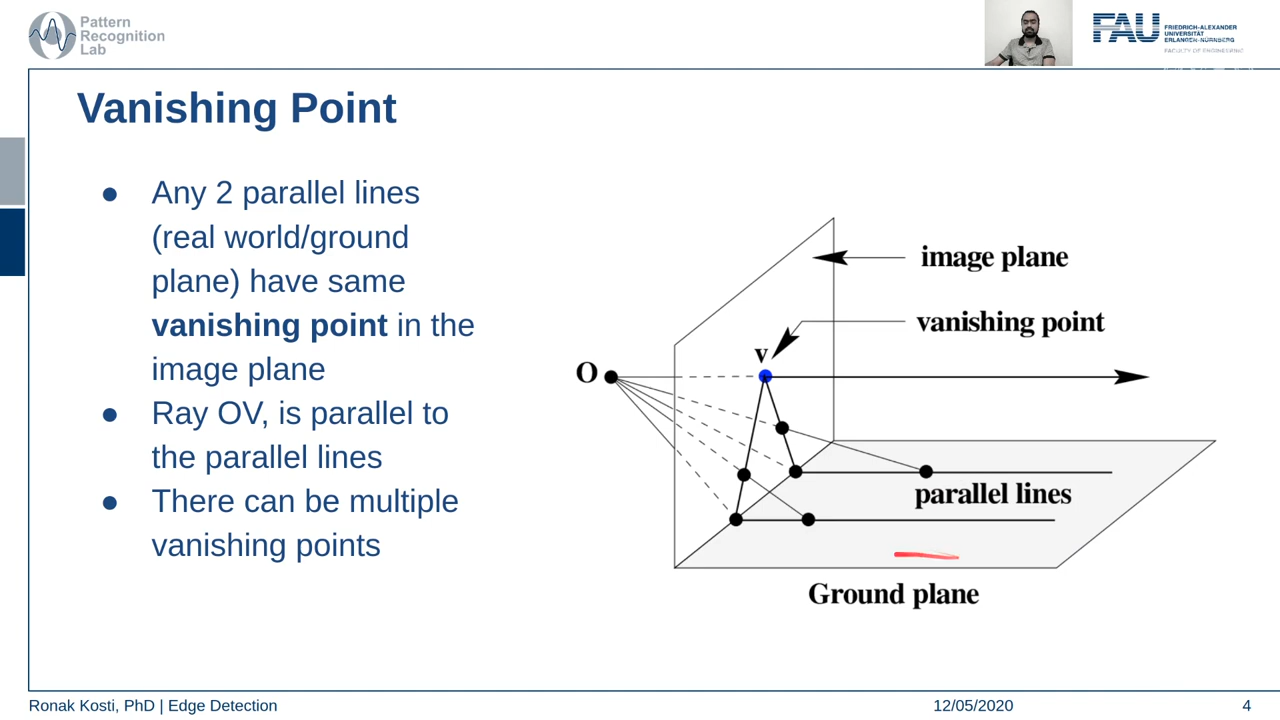 Pattern
Recognition
Lab
FAU
FRIEDRICH-ALEXANDER
UNIVERSITÄT
ERLANGEN-NÜRNBERG
FACULTY OF ENGINEERING
Vanishing Point
● Any 2 parallel lines
(real world/ground
plane) have same
vanishing point in the
image plane
● Ray OV, is parallel to
the parallel lines
● There can be multiple
vanishing points
image plane
vanishing point
v
O
parallel lines
Ground plane
Ronak Kosti, PhD | Edge Detection
12/05/2020
4